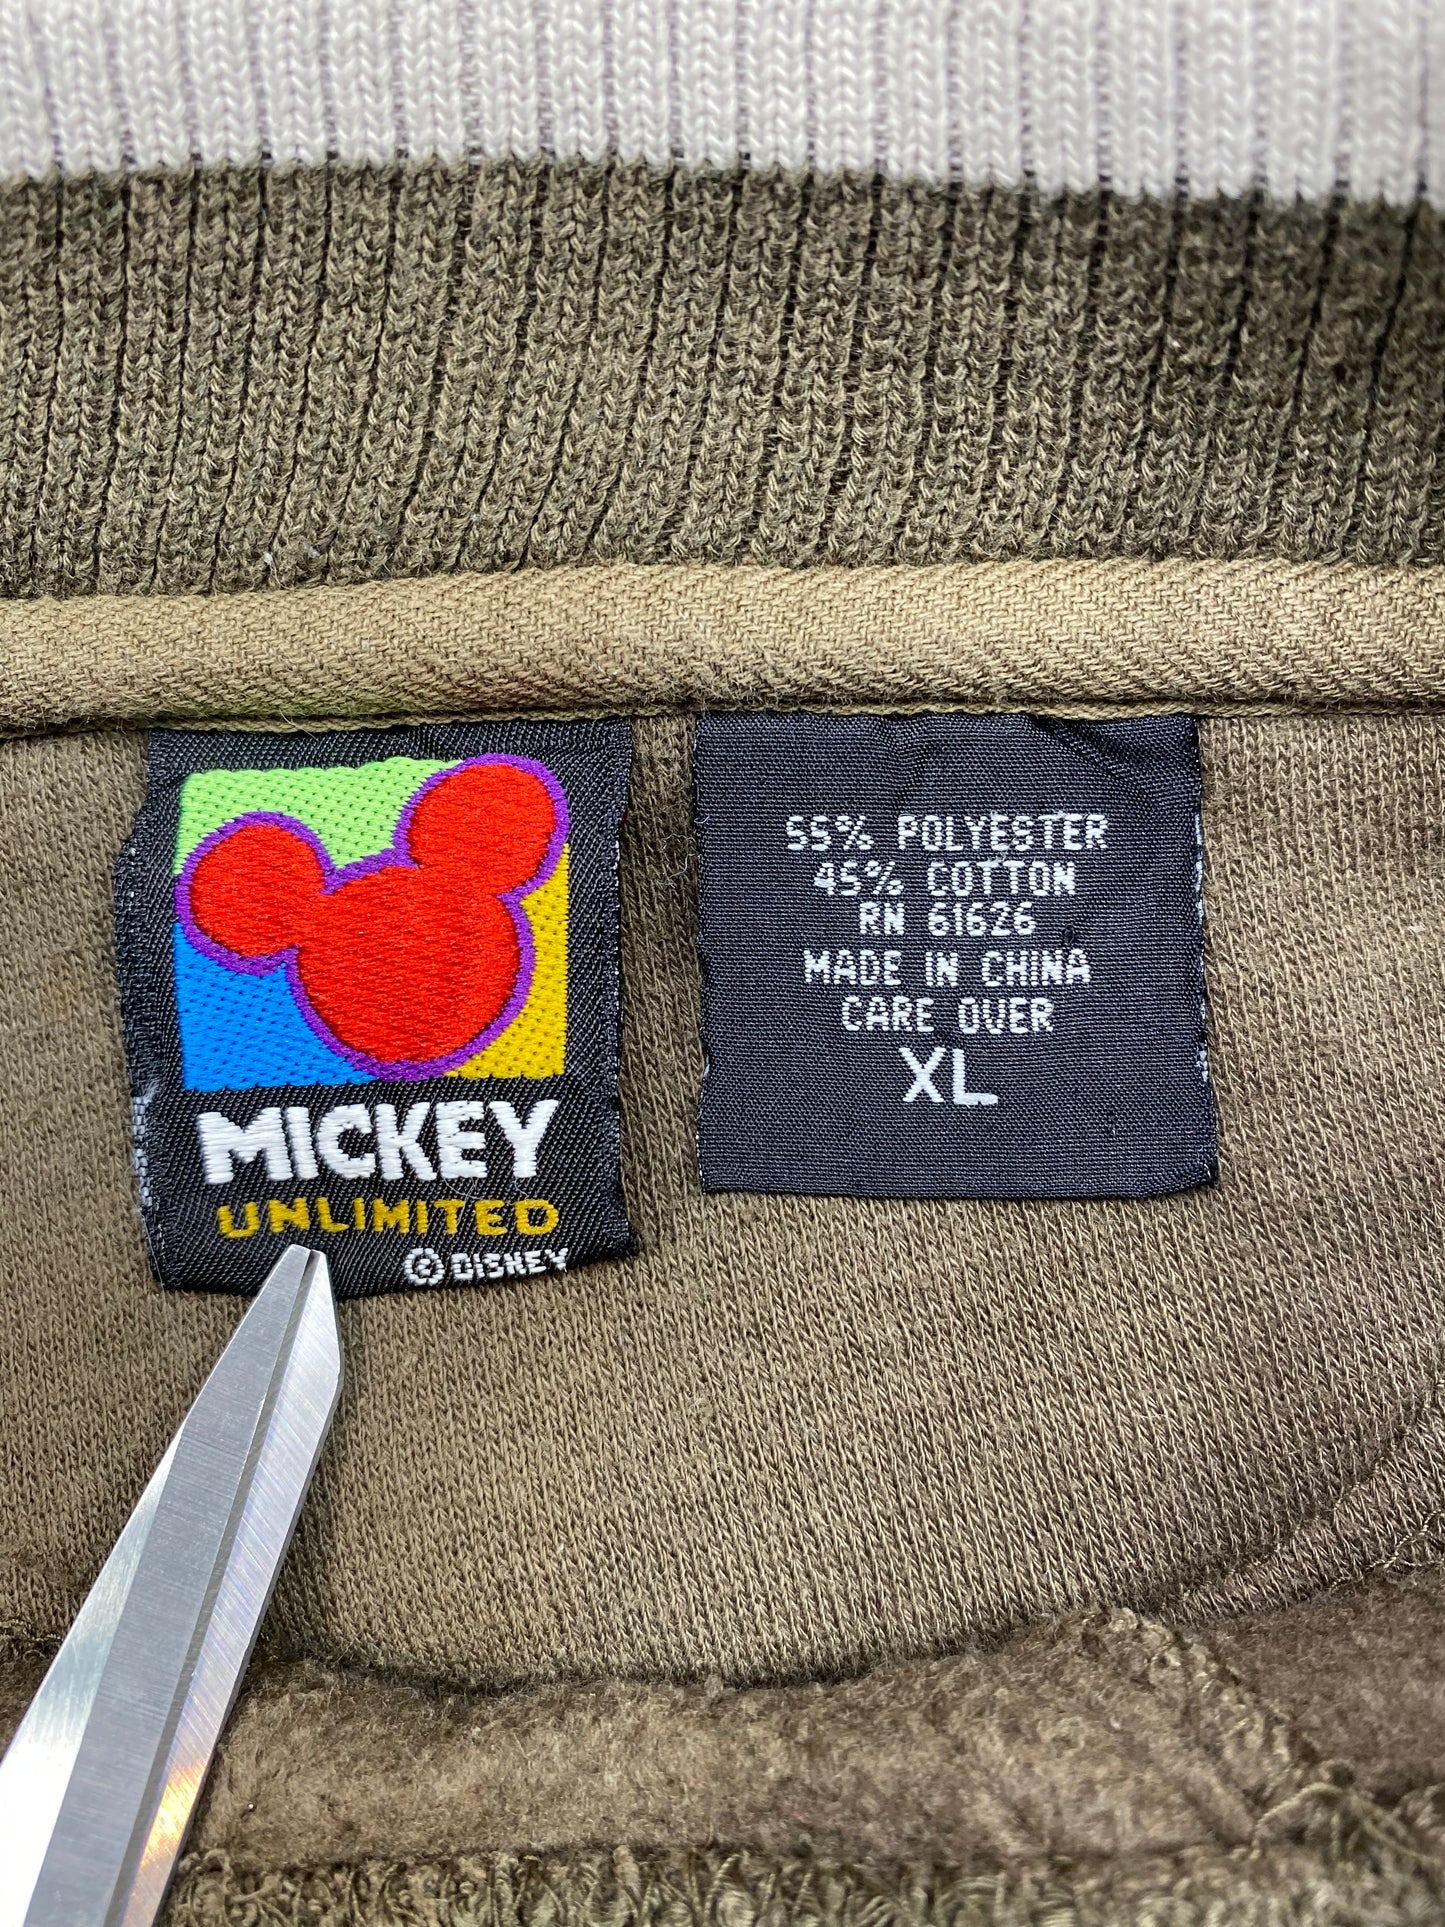 MICKEY
UNLIMITED
© DISNEY
55% POLYESTER
45% COTTON
RN 61626
MADE IN CHINA
CARE OVER
XL